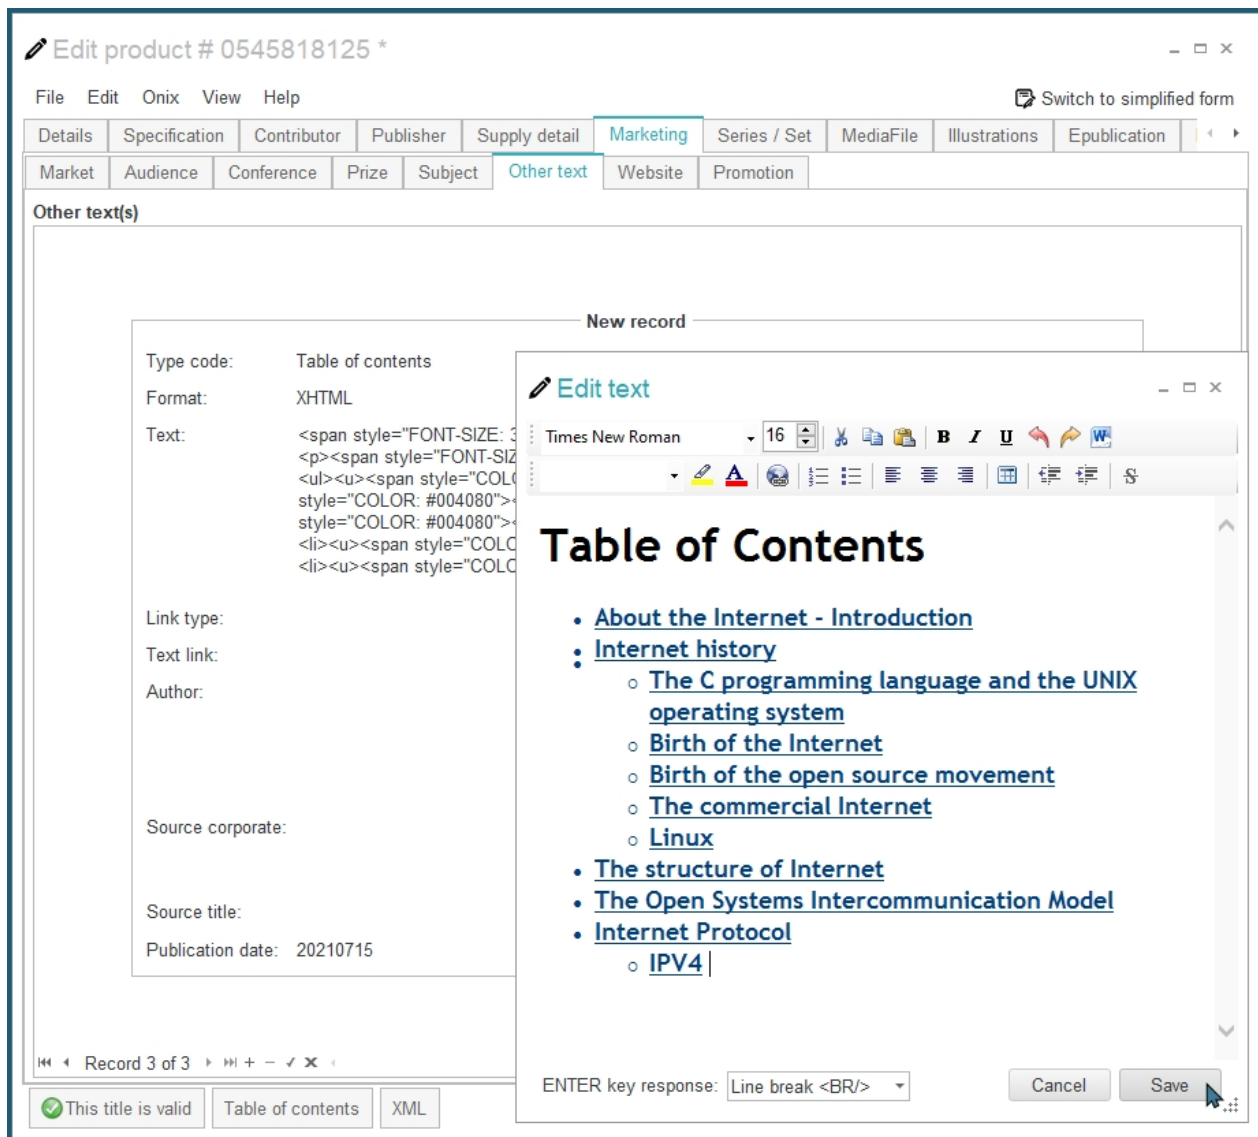 Edit product # 0545818125 *
File Edit Onix View Help Switch to simplified form
Details Specification Contributor Publisher Supply detail Marketing Series / Set MediaFile Illustrations Epublication
Market Audience Conference Prize Subject Other text Website Promotion
Other text(s)
New record
Type code: Table of contents
Format: XHTML
Text: <span style="FONT-SIZE: 3
<p><span style="FONT-SIZ
<ul><u><span style="COL
style="COLOR: #004080"><
style="COLOR: #004080"><
<li><u><span style="COLO
<li><u><span style="COLO
Link type:
Text link:
Author:
Source corporate:
Source title:
Publication date: 20210715
Record 3 of 3
This title is valid Table of contents XML
Edit text
Times New Roman 16 B I U W
A S
Table of Contents
• About the Internet - Introduction
• Internet history
•
○ The C programming language and the UNIX
operating system
○ Birth of the Internet
○ Birth of the open source movement
○ The commercial Internet
○ Linux
• The structure of Internet
• The Open Systems Intercommunication Model
• Internet Protocol
○ IPV4
ENTER key response: Line break <BR/> Cancel Save